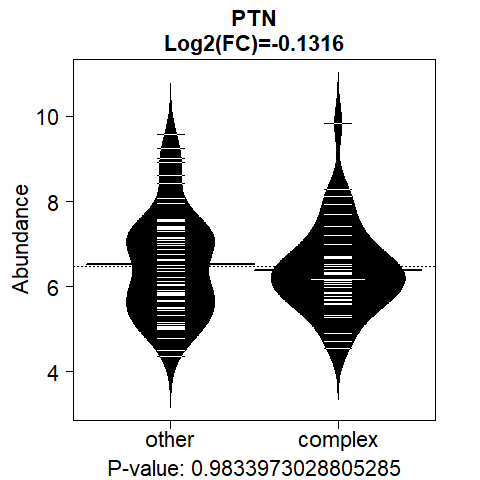 PTN
Log2(FC)=-0.1316
Abundance
10
8
6
4
other complex
P-value: 0.9833973028805285